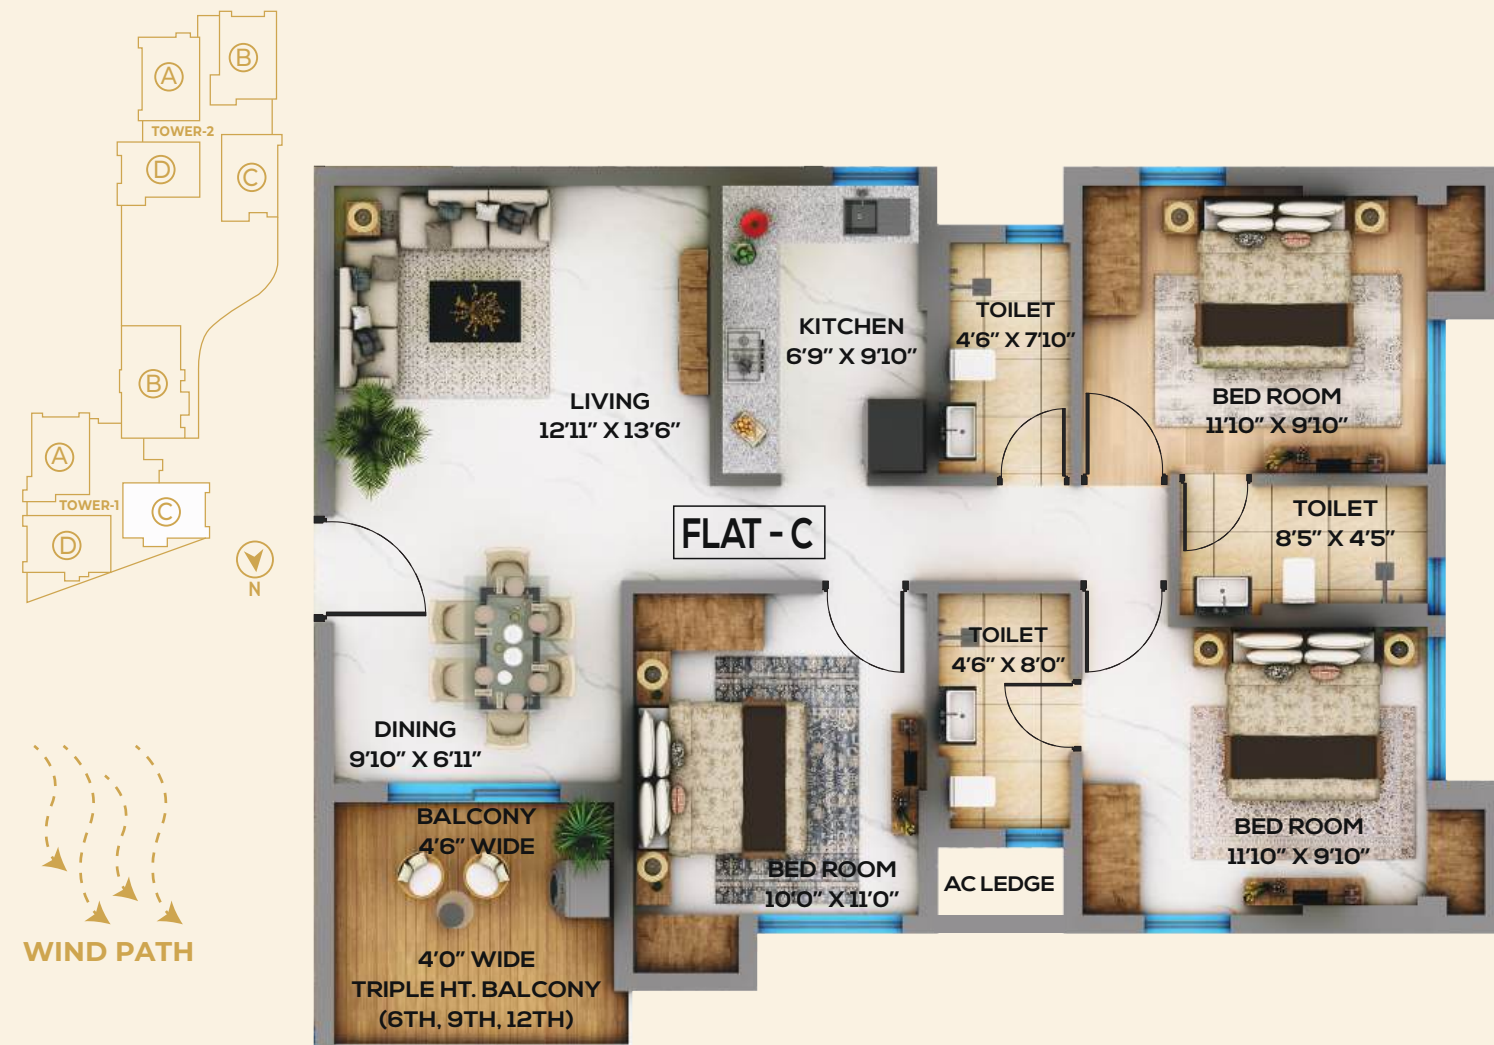 B
A
TOWER-2
D
C
B
A
TOWER-1
C
D
N
WIND PATH
LIVING
12'11" X 13'6"
KITCHEN
6'9" X 9'10"
TOILET
4'6" X 7'10"
BED ROOM
11'10" X 9'10"
FLAT - C
TOILET
8'5" X 4'5"
DINING
9'10" X 6'11"
TOILET
4'6" X 8'0"
BALCONY
4'6" WIDE
BED ROOM
10'0" X 11'0"
AC LEDGE
BED ROOM
11'10" X 9'10"
4'0" WIDE
TRIPLE HT. BALCONY
(6TH, 9TH, 12TH)